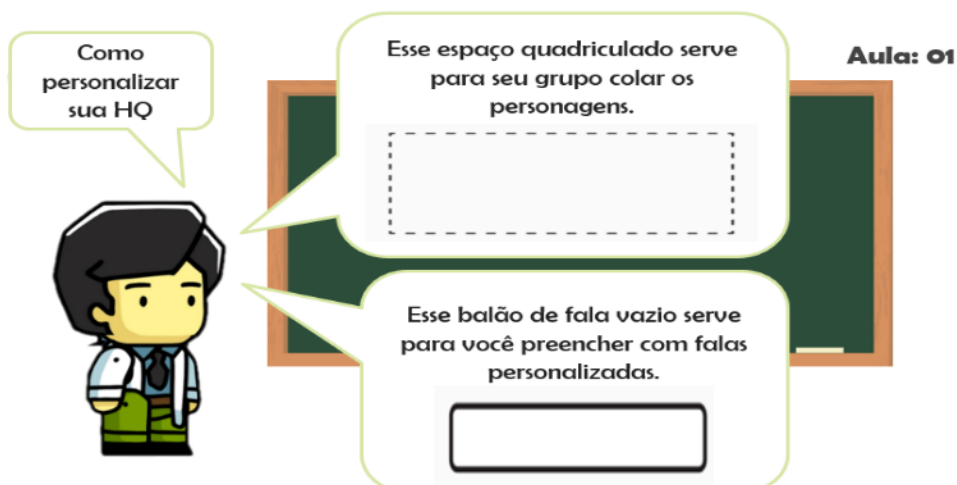 Como
personalizar
sua HQ
Esse espaço quadriculado serve
para seu grupo colar os
personagens.
Aula: 01
Esse balão de fala vazio serve
para você preencher com falas
personalizadas.